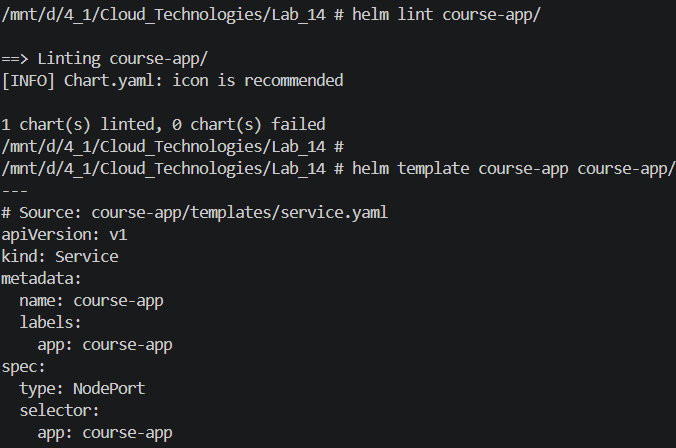 /mnt/d/4_1/Cloud_Technologies/Lab_14 # helm lint course-app/
==> Linting course-app/
[INFO] Chart.yaml: icon is recommended
1 chart(s) linted, 0 chart(s) failed
/mnt/d/4_1/Cloud_Technologies/Lab_14 #
/mnt/d/4_1/Cloud_Technologies/Lab_14 # helm template course-app course-app/
---
# Source: course-app/templates/service.yaml
apiVersion: v1
kind: Service
metadata:
  name: course-app
  labels:
    app: course-app
spec:
  type: NodePort
  selector:
    app: course-app